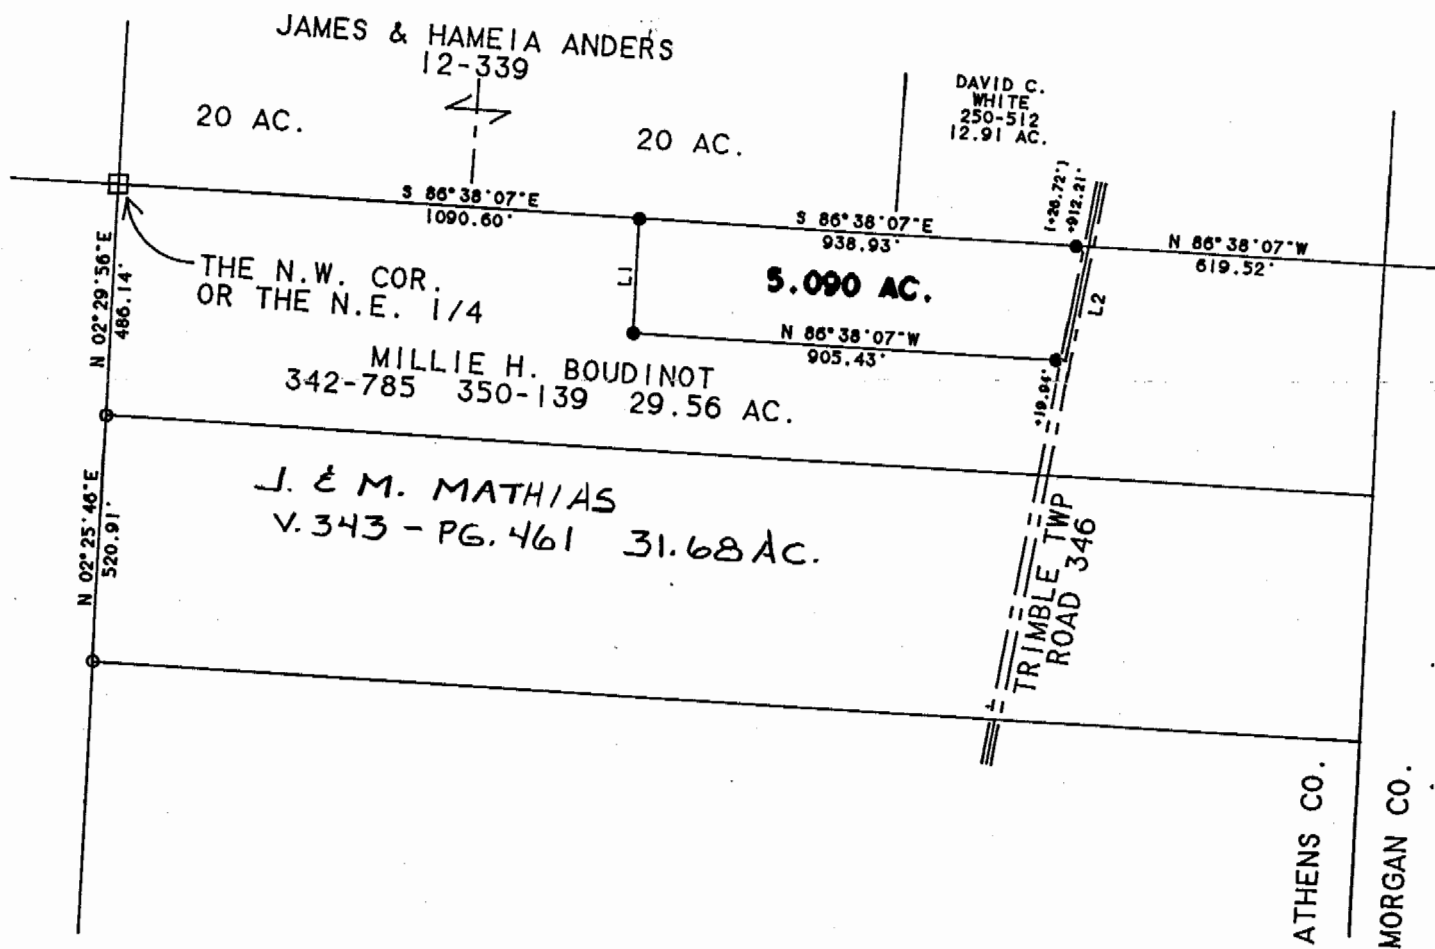 JAMES & HAMEIA ANDERS
12-339
20 AC.
20 AC.
DAVID C.
WHITE
250-512
12.91 AC.
(+26.72')
+912.21'
S 86°38'07"E
1090.60'
S 86°38'07"E
938.93'
N 86°38'07"W
619.52'
N 02°29'56"E
486.14'
THE N.W. COR.
OR THE N.E. 1/4
L1
5.090 AC.
L2
N 86°38'07"W
905.43'
+19.94'
MILLIE H. BOUDINOT
342-785 350-139 29.56 AC.
N 02°25'46"E
520.91'
J. & M. MATHIAS
V. 343 - PG. 461 31.68 AC.
TRIMBLE TWP
ROAD 346
ATHENS CO.
MORGAN CO.